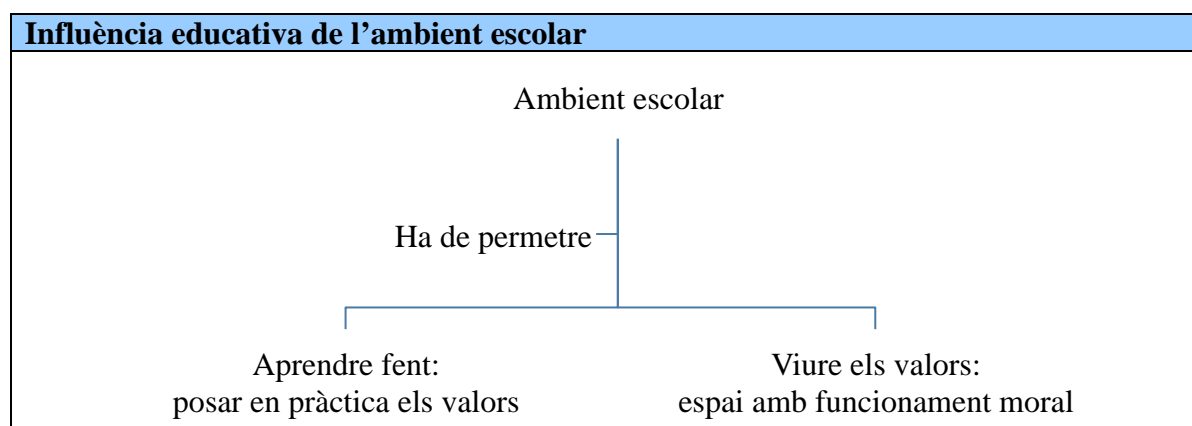 Influència educativa de l’ambient escolar
Ambient escolar
Ha de permetre
Aprendre fent:
posar en pràctica els valors
Viure els valors:
espai amb funcionament moral